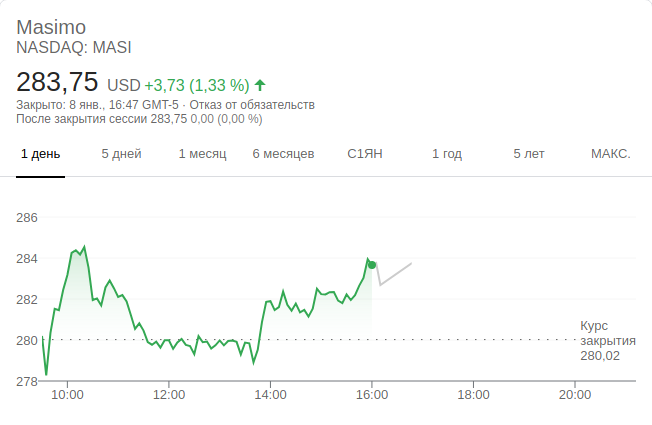 Masimo
NASDAQ: MASI
283,75 USD +3,73 (1,33 %)
Закрыто: 8 янв., 16:47 GMT-5 · Отказ от обязательств
После закрытия сессии 283,75 0,00 (0,00 %)
1 день 5 дней 1 месяц 6 месяцев С1ЯН 1 год 5 лет МАКС.
286
284
282
280
278
Курс
закрытия
280,02
10:00 12:00 14:00 16:00 18:00 20:00